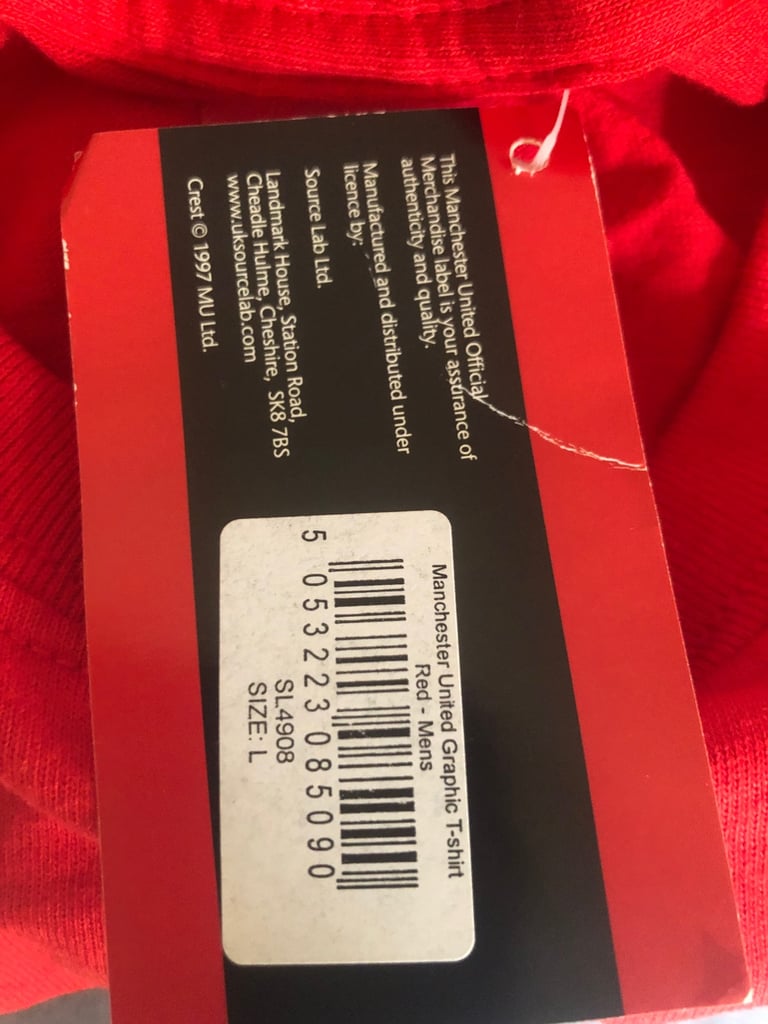 This Manchester United Official
Merchandise label is your assurance of
authenticity and quality.
Manufactured and distributed under
licence by:
Source Lab Ltd.
Landmark House, Station Road,
Cheadle Hulme, Cheshire, SK8 7BS
www.uksourcelab.com
Crest © 1997 MU Ltd.
Manchester United Graphic T-shirt
Red - Mens
5 053223 085090
SL4908
SIZE: L